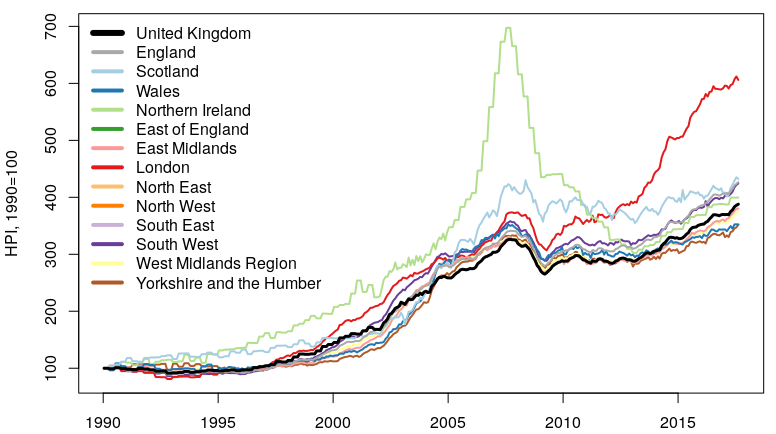 HPI, 1990=100
700
600
500
400
300
200
100
United Kingdom
England
Scotland
Wales
Northern Ireland
East of England
East Midlands
London
North East
North West
South East
South West
West Midlands Region
Yorkshire and the Humber
1990 1995 2000 2005 2010 2015